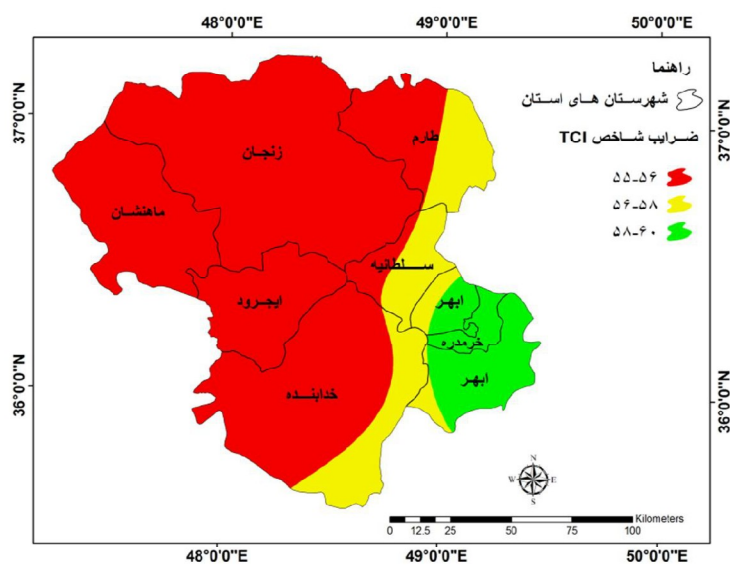 48°0'0"E 49°0'0"E 50°0'0"E
راهنما
شهرستان های استان
ضرایب شاخص TCI
۵۵-۵۶
۵۶-۵۸
۵۸-۶۰
37°0'0"N 37°0'0"N
طارم
زنجان
ماهنشان
سلطانیه
ایجرود
ابهر
خرمدره
ابهر
خدابنده
36°0'0"N 36°0'0"N
N
W E
S
Kilometers
0 12.5 25 50 75 100
48°0'0"E 49°0'0"E 50°0'0"E